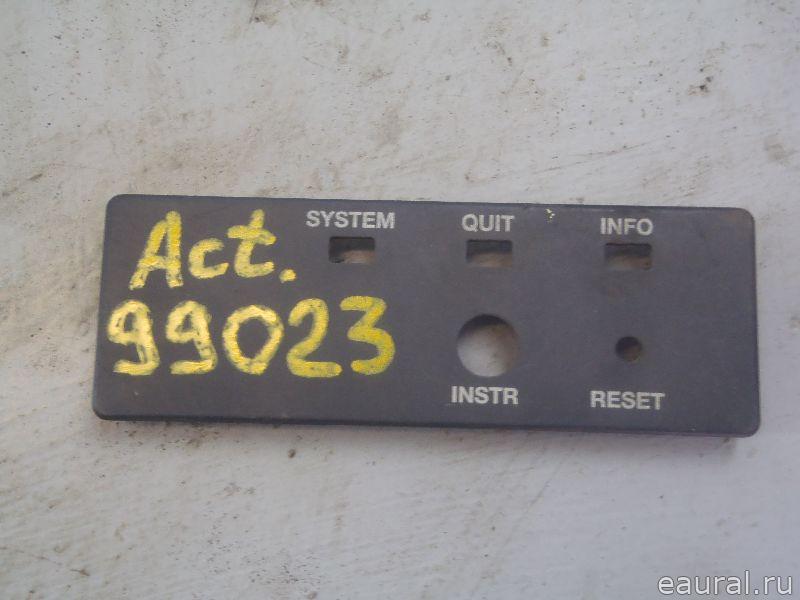 SYSTEM QUIT INFO
Act.
99023
INSTR RESET
eaural.ru